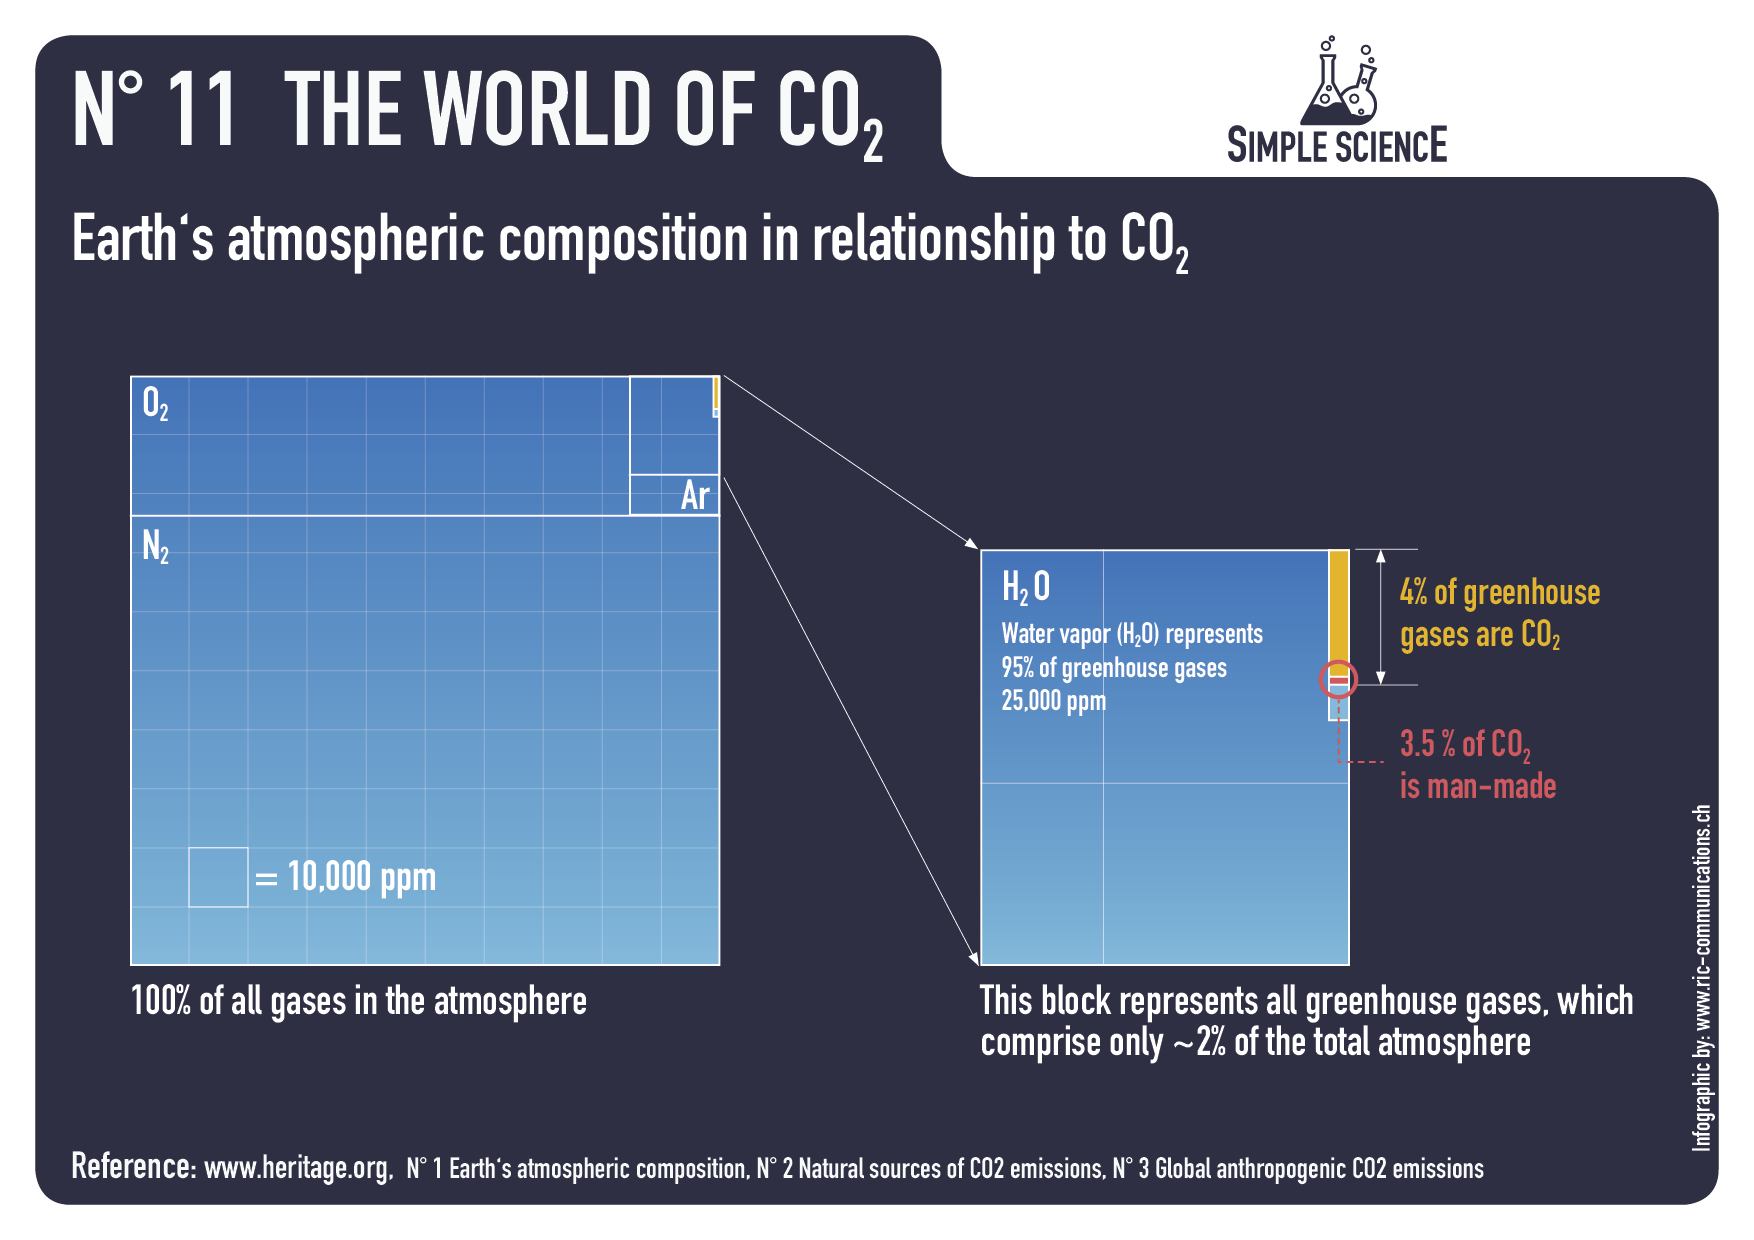 N° 11 THE WORLD OF CO₂
SIMPLE SCIENCE
Earth‘s atmospheric composition in relationship to CO₂
O₂
Ar
N₂
= 10,000 ppm
100% of all gases in the atmosphere
H₂O
Water vapor (H₂O) represents
95% of greenhouse gases
25,000 ppm
4% of greenhouse
gases are CO₂
3.5 % of CO₂
is man-made
This block represents all greenhouse gases, which
comprise only ~2% of the total atmosphere
Infographic by: www.ric-communications.ch
Reference: www.heritage.org, N° 1 Earth‘s atmospheric composition, N° 2 Natural sources of CO2 emissions, N° 3 Global anthropogenic CO2 emissions